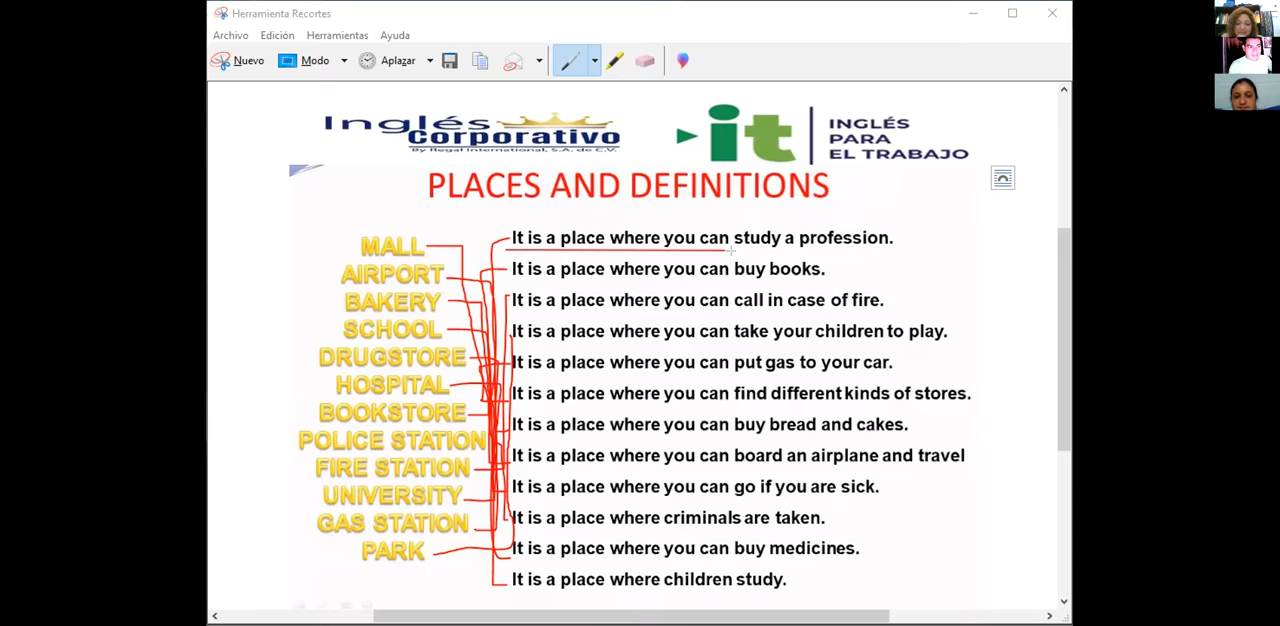 Herramienta Recortes
Archivo Edición Herramientas Ayuda
Nuevo Modo Aplazar
Inglés Corporativo
By Regal International, S.A. de C.V.
it INGLÉS PARA EL TRABAJO
PLACES AND DEFINITIONS
MALL
AIRPORT
BAKERY
SCHOOL
DRUGSTORE
HOSPITAL
BOOKSTORE
POLICE STATION
FIRE STATION
UNIVERSITY
GAS STATION
PARK
It is a place where you can study a profession.
It is a place where you can buy books.
It is a place where you can call in case of fire.
It is a place where you can take your children to play.
It is a place where you can put gas to your car.
It is a place where you can find different kinds of stores.
It is a place where you can buy bread and cakes.
It is a place where you can board an airplane and travel
It is a place where you can go if you are sick.
It is a place where criminals are taken.
It is a place where you can buy medicines.
It is a place where children study.